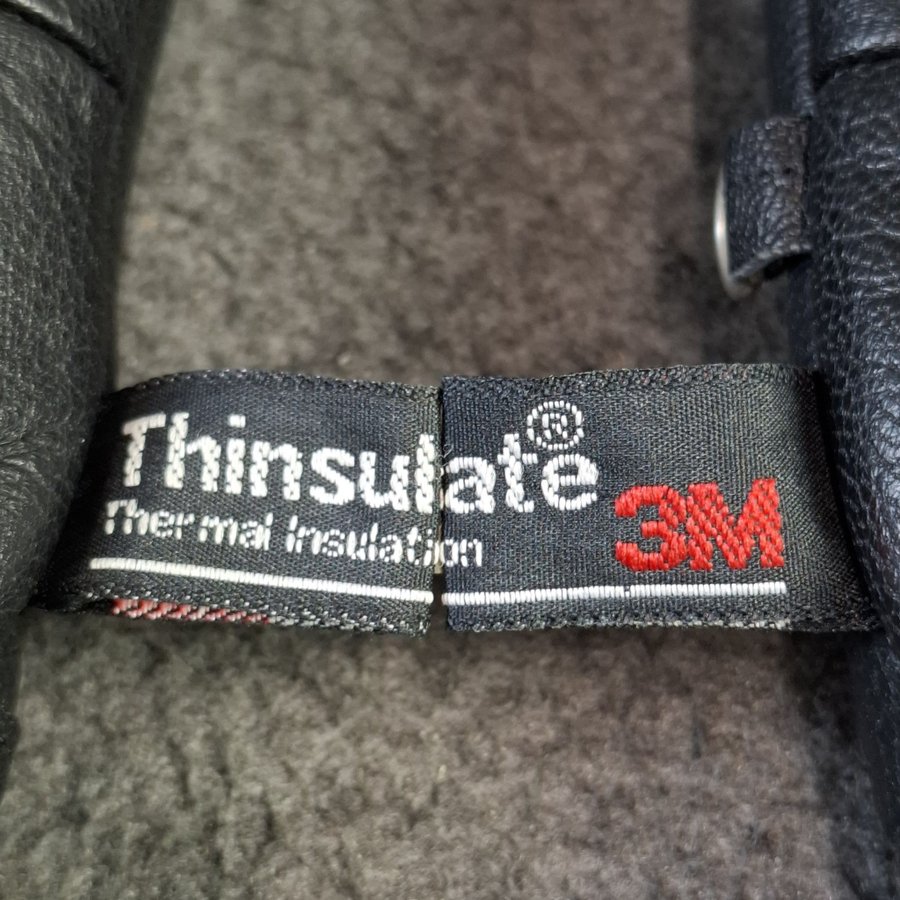 Thinsulate®
Thermal Insulation
3M